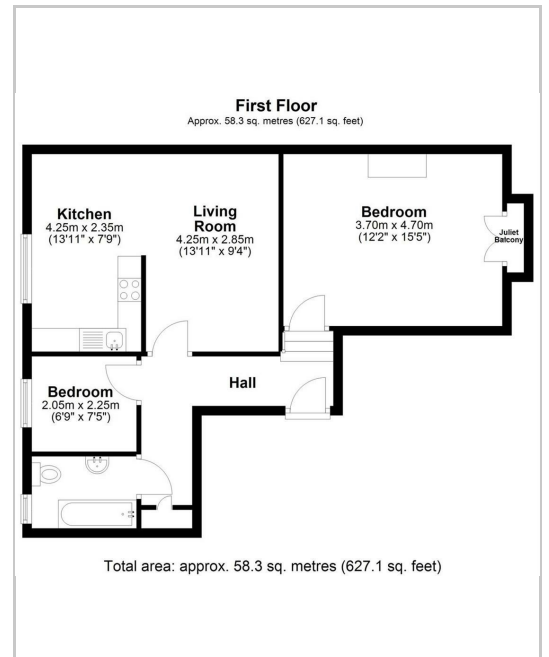 First Floor
Approx. 58.3 sq. metres (627.1 sq. feet)
Kitchen
4.25m x 2.35m
(13'11" x 7'9")
Living
Room
4.25m x 2.85m
(13'11" x 9'4")
Bedroom
3.70m x 4.70m
(12'2" x 15'5")
Juliet
Balcony
Hall
Bedroom
2.05m x 2.25m
(6'9" x 7'5")
Total area: approx. 58.3 sq. metres (627.1 sq. feet)